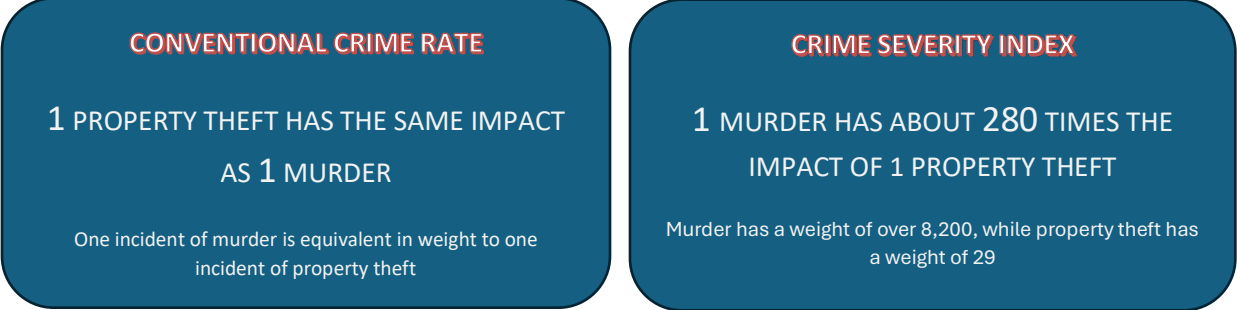 CONVENTIONAL CRIME RATE
1 PROPERTY THEFT HAS THE SAME IMPACT
AS 1 MURDER
One incident of murder is equivalent in weight to one
incident of property theft
CRIME SEVERITY INDEX
1 MURDER HAS ABOUT 280 TIMES THE
IMPACT OF 1 PROPERTY THEFT
Murder has a weight of over 8,200, while property theft has
a weight of 29